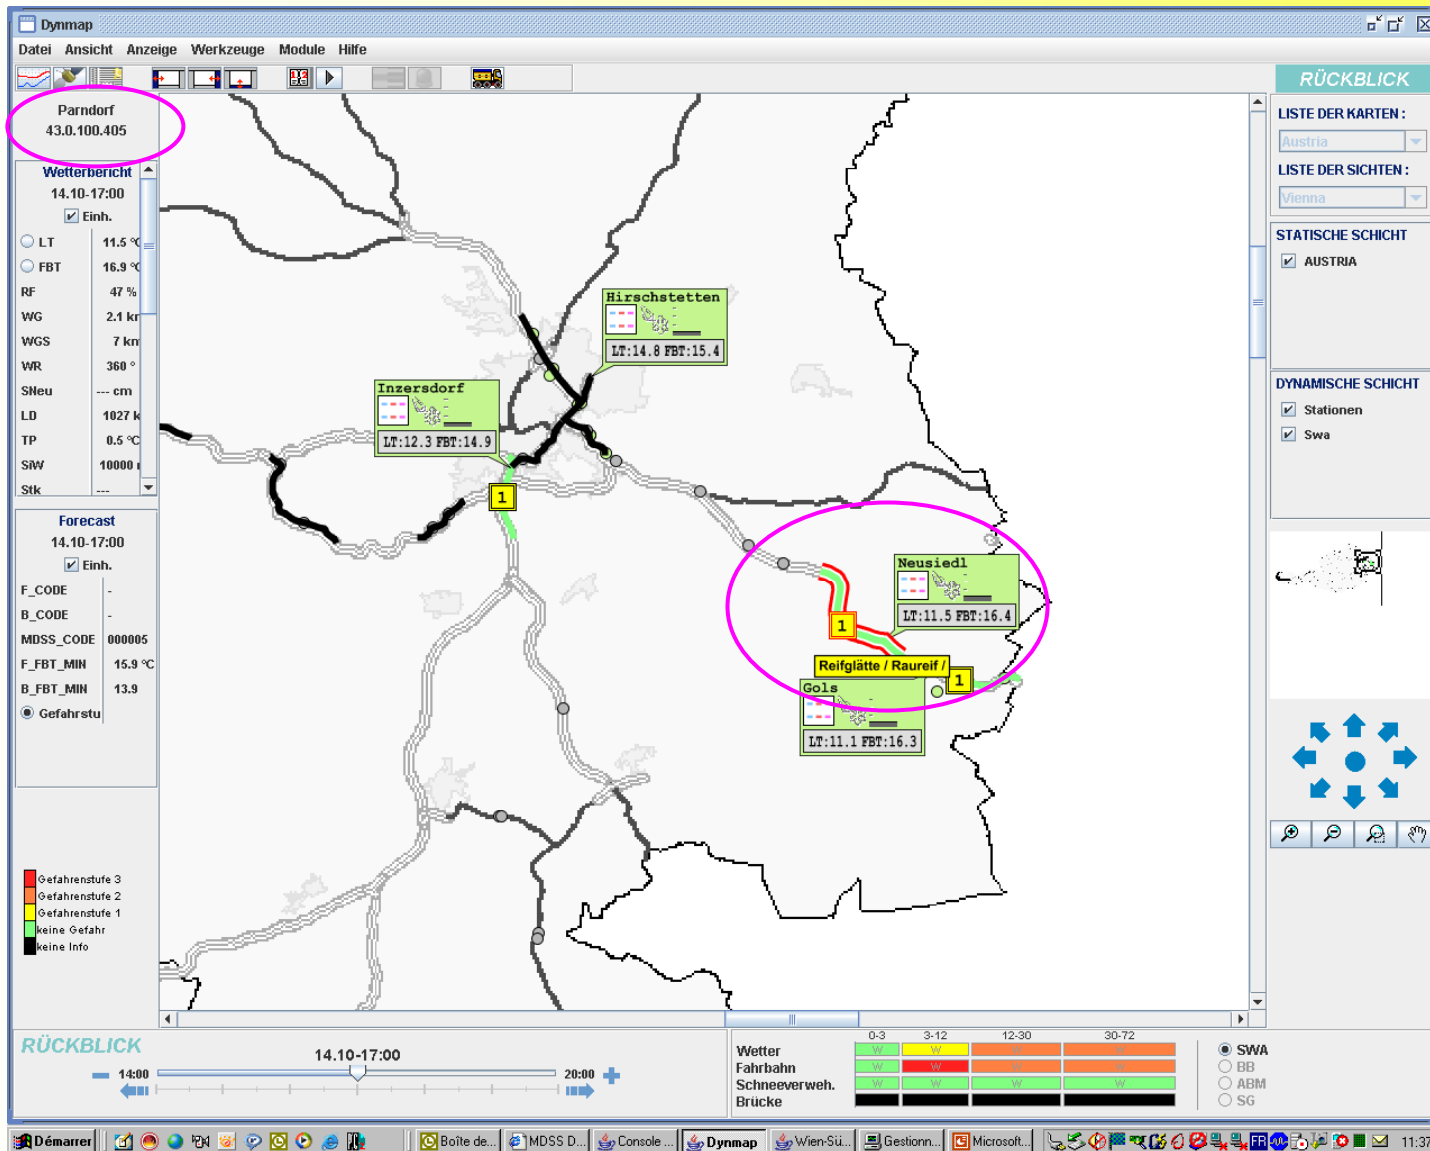 Dynmap
Datei Ansicht Anzeige Werkzeuge Module Hilfe
Parndorf
43.0.100.405
Wetterbericht
14.10-17:00
Einh.
LT 11.5 °C
FBT 16.9 °C
RF 47 %
WG 2.1
WGS 7
WR 360 °
SNeu --- cm
LD 1027
TP 0.5 °C
SiW 10000
Stk ---
Forecast
14.10-17:00
Einh.
F_CODE -
B_CODE -
MDSS_CODE 000005
F_FBT_MIN 15.9 °C
B_FBT_MIN 13.9
Gefahrstu
Gefahrenstufe 3
Gefahrenstufe 2
Gefahrenstufe 1
keine Gefahr
keine Info
Hirschstetten
LT:14.8 FBT:15.4
Inzersdorf
LT:12.3 FBT:14.9
1
Neusiedl
LT:11.5 FBT:16.4
1
Reifglätte / Raureif /
1
Gols
LT:11.1 FBT:16.3
RÜCKBLICK
LISTE DER KARTEN :
Austria
LISTE DER SICHTEN :
Vienna
STATISCHE SCHICHT
AUSTRIA
DYNAMISCHE SCHICHT
Stationen
Swa
RÜCKBLICK
14.10-17:00
14:00 20:00
0-3 3-12 12-30 30-72
Wetter W W W W
Fahrbahn W W W W
Schneeverweh. W W W W
Brücke
SWA
BB
ABM
SG
Démarrer Boîte de... MDSS D... Console ... Dynmap Wien-Sü... Gestionn... Microsoft... FR 11:37